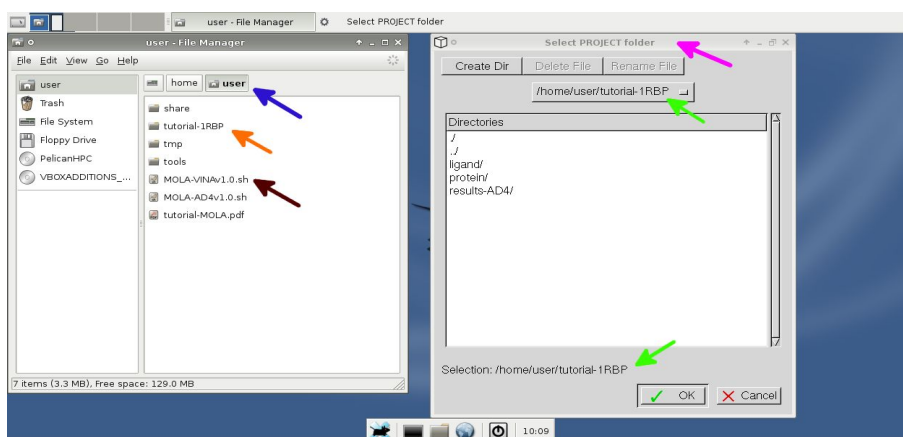 user - File Manager
Select PROJECT folder
user - File Manager
File Edit View Go Help
user
Trash
File System
Floppy Drive
PelicanHPC
VBOXADDITIONS_...
home user
share
tutorial-1RBP
tmp
tools
MOLA-VINAv1.0.sh
MOLA-AD4v1.0.sh
tutorial-MOLA.pdf
7 items (3.3 MB), Free space: 129.0 MB
Select PROJECT folder
Create Dir Delete File Rename File
/home/user/tutorial-1RBP
Directories
./
../
ligand/
protein/
results-AD4/
Selection: /home/user/tutorial-1RBP
OK Cancel
10:09